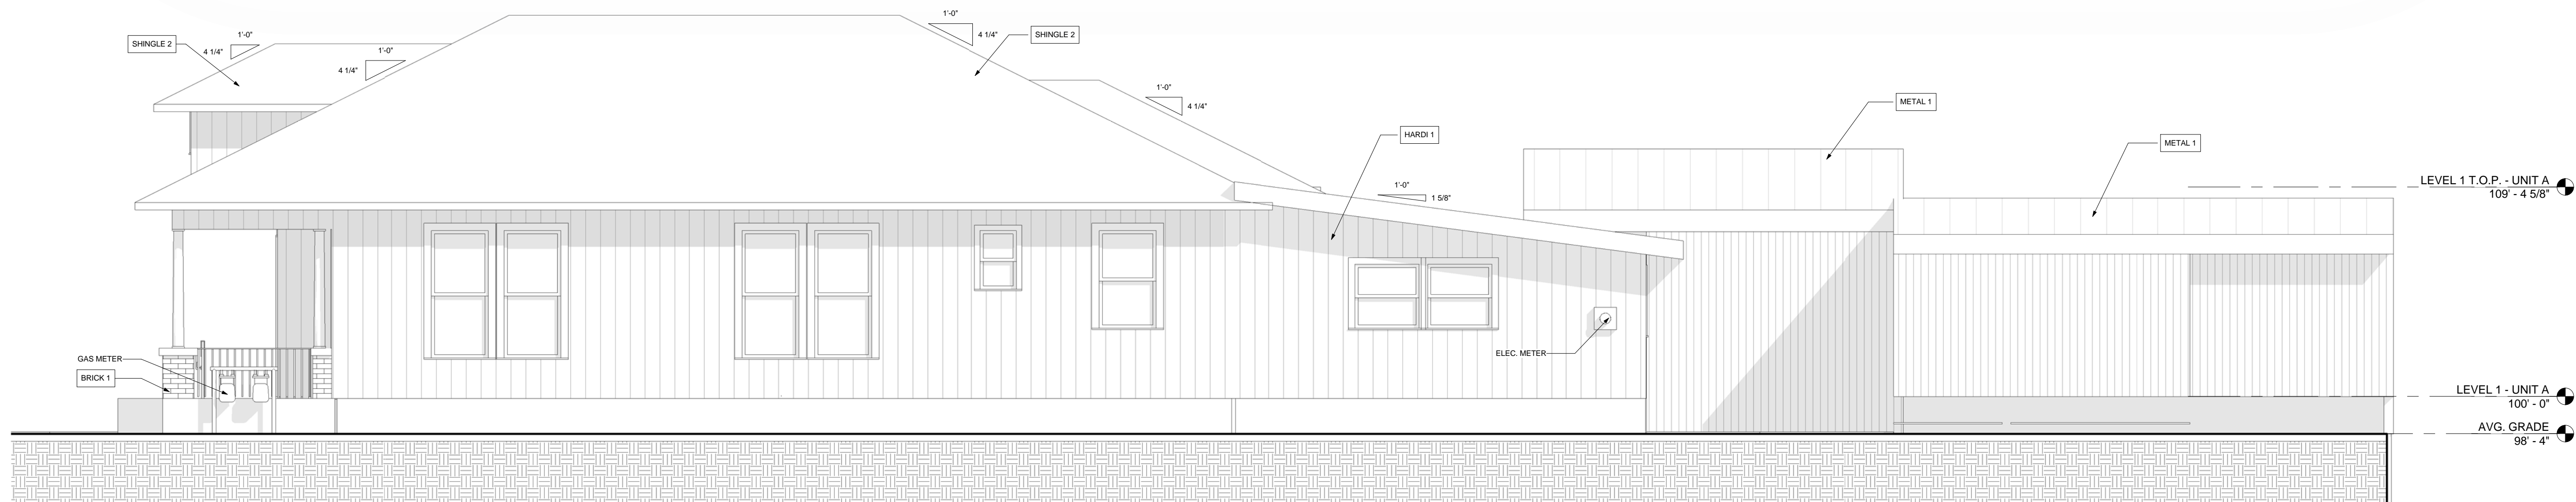 1'-0"
4 1/4"
SHINGLE 2
1'-0"
4 1/4"
SHINGLE 2
1'-0"
4 1/4"
1'-0"
4 1/4"
METAL 1
HARDI 1
METAL 1
1'-0"
1 5/8"
LEVEL 1 T.O.P. - UNIT A
109' - 4 5/8"
GAS METER
ELEC. METER
BRICK 1
LEVEL 1 - UNIT A
100' - 0"
AVG. GRADE
98' - 4"